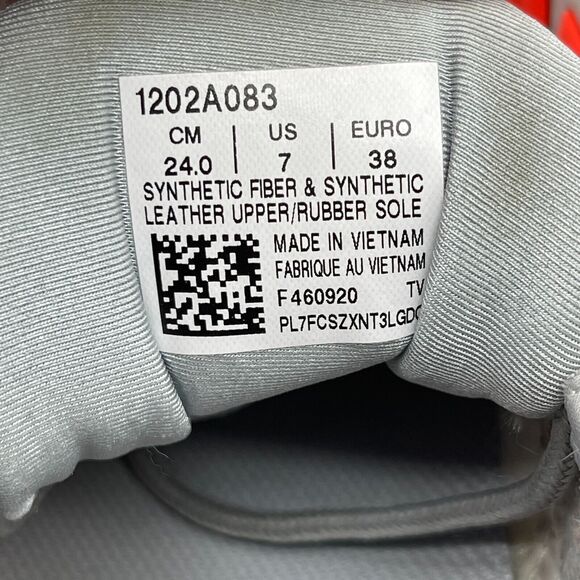 1202A083
CM | US | EURO
24.0 | 7 | 38
SYNTHETIC FIBER & SYNTHETIC
LEATHER UPPER/RUBBER SOLE
MADE IN VIETNAM
FABRIQUE AU VIETNAM
F460920 TV
PL7FCSZXNT3LGD